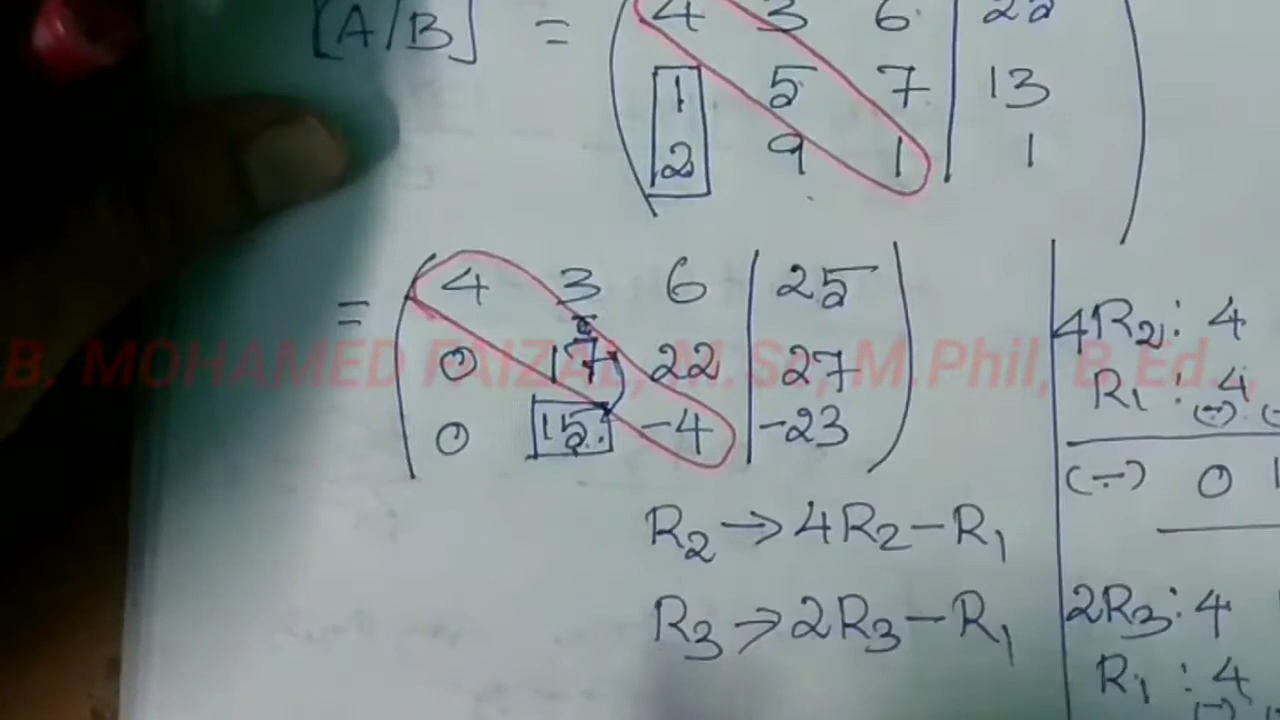 [A/B] = 4 3 6 | 22
1 5 7 | 13
2 9 1 | 1
= 4 3 6 | 25
0 17 22 | 27
0 15 -4 | -23
R2 → 4R2 - R1
R3 → 2R3 - R1
4R2: 4
R1: 4
(-) (-
(-) 0 1
2R3: 4
R1: 4
(-)
B. MOHAMED FAIZAL, M.Sc, M.Phil, B.Ed.,